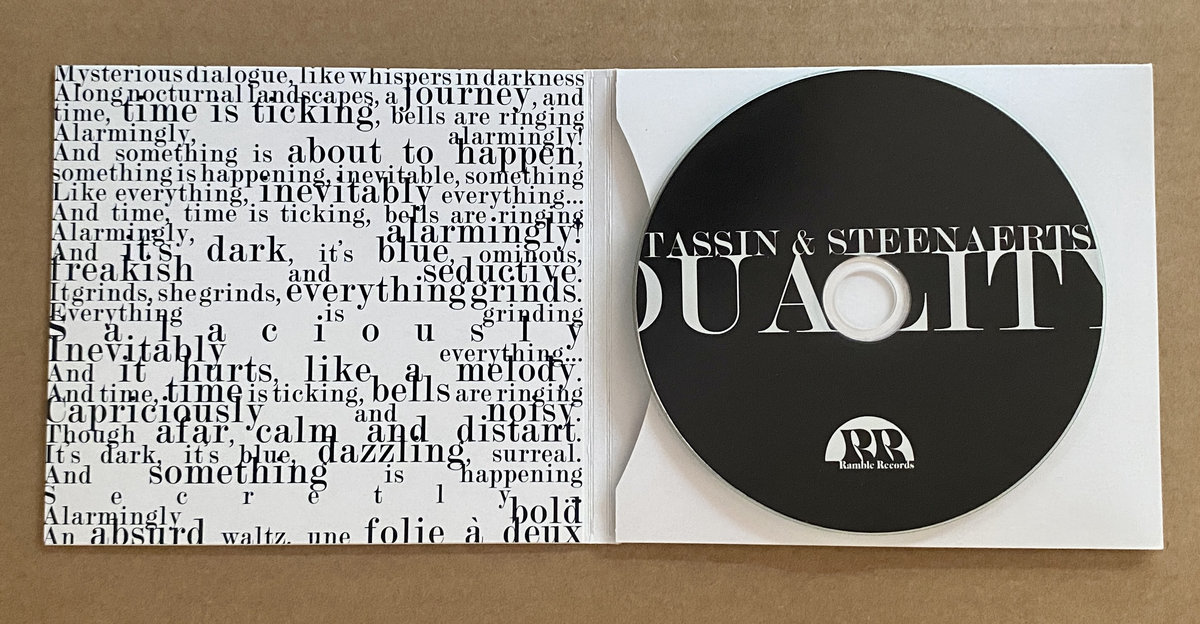 Mysterious dialogue, like whispers in darkness
Along nocturnal landscapes, a journey, and
time, time is ticking, bells are ringing
Alarmingly, alarmingly!
And something is about to happen,
something is happening, inevitable, something
Like everything, inevitably everything...
And time, time is ticking, bells are ringing
Alarmingly, alarmingly!
And it's dark, it's blue, ominous,
freakish and seductive.
It grinds, she grinds, everything grinds.
Everything is grinding
Salaciously
Inevitably everything...
And it hurts, like a melody.
And time, time is ticking, bells are ringing
Capriciously and noisy.
Though afar, calm and distant.
It's dark, it's blue, dazzling, surreal.
And something is happening
Secretly.
Alarmingly bold
An absurd waltz, une folie à deux
TASSIN & STEENAERTS
DUALITY
RR
Ramble Records